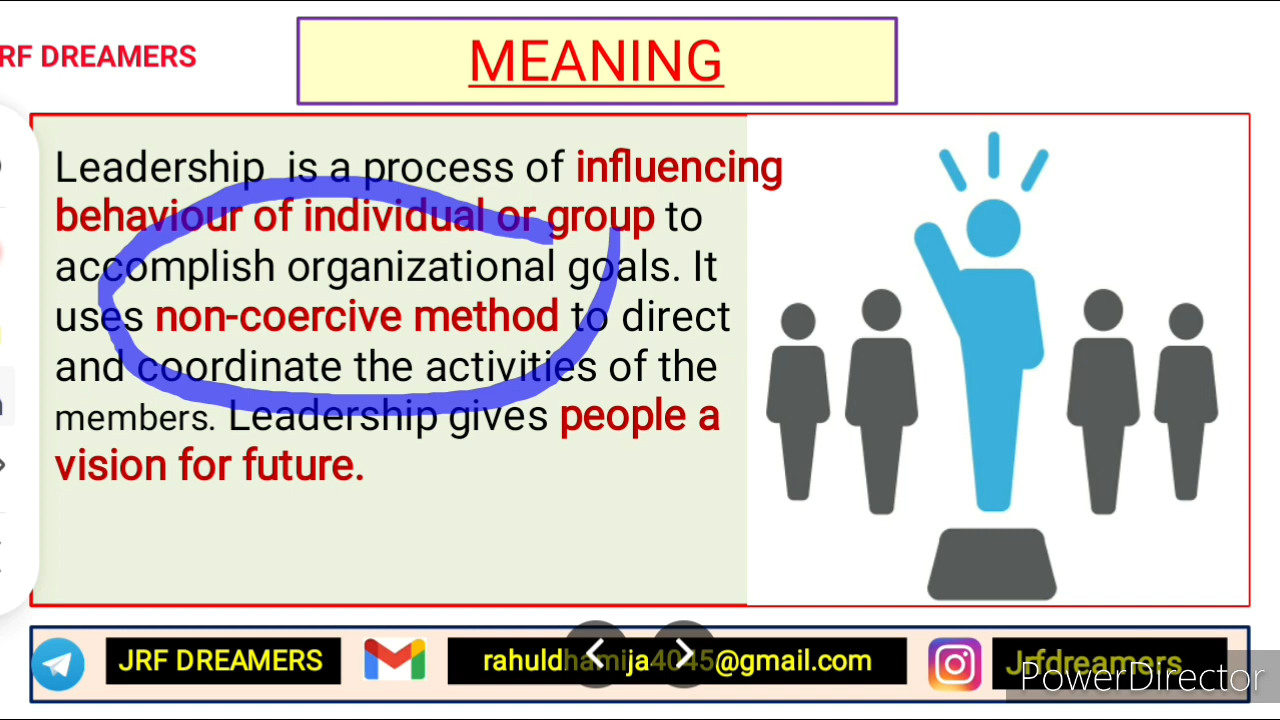 RF DREAMERS
MEANING
Leadership is a process of influencing
behaviour of individual or group to
accomplish organizational goals. It
uses non-coercive method to direct
and coordinate the activities of the
members. Leadership gives people a
vision for future.
JRF DREAMERS
rahuldhamija4045@gmail.com
Jrfdreamers
PowerDirector